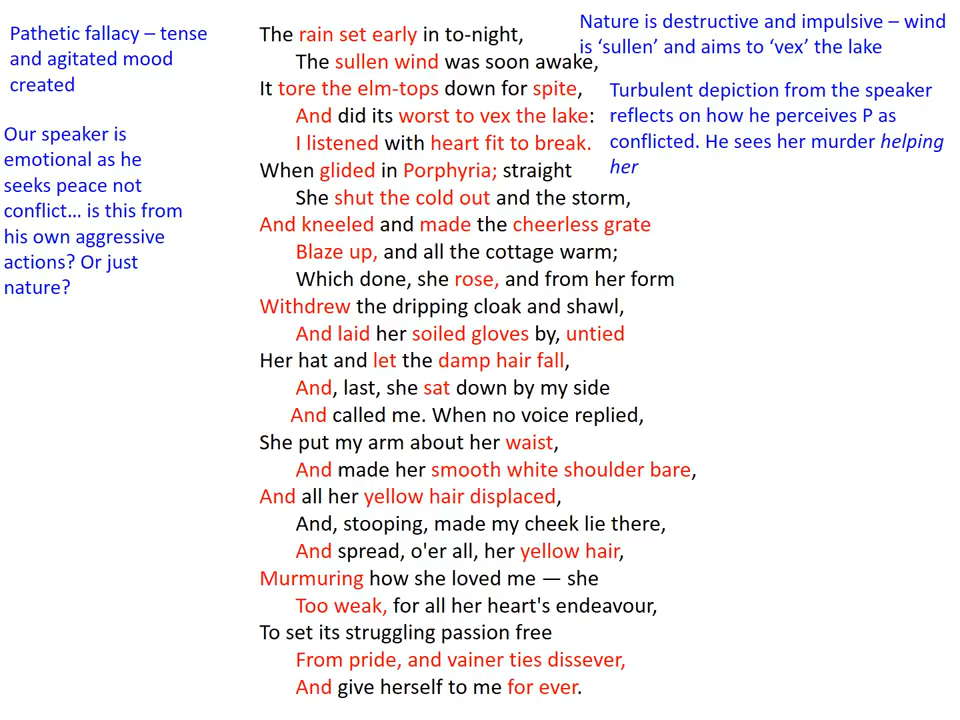 Pathetic fallacy – tense
and agitated mood
created
Our speaker is
emotional as he
seeks peace not
conflict... is this from
his own aggressive
actions? Or just
nature?
The rain set early in to-night,
The sullen wind was soon awake,
It tore the elm-tops down for spite,
And did its worst to vex the lake:
I listened with heart fit to break.
When glided in Porphyria; straight
She shut the cold out and the storm,
And kneeled and made the cheerless grate
Blaze up, and all the cottage warm;
Which done, she rose, and from her form
Withdrew the dripping cloak and shawl,
And laid her soiled gloves by, untied
Her hat and let the damp hair fall,
And, last, she sat down by my side
And called me. When no voice replied,
She put my arm about her waist,
And made her smooth white shoulder bare,
And all her yellow hair displaced,
And, stooping, made my cheek lie there,
And spread, o'er all, her yellow hair,
Murmuring how she loved me — she
Too weak, for all her heart's endeavour,
To set its struggling passion free
From pride, and vainer ties dissever,
And give herself to me for ever.
Nature is destructive and impulsive – wind
is ‘sullen’ and aims to ‘vex’ the lake
Turbulent depiction from the speaker
reflects on how he perceives P as
conflicted. He sees her murder helping
her